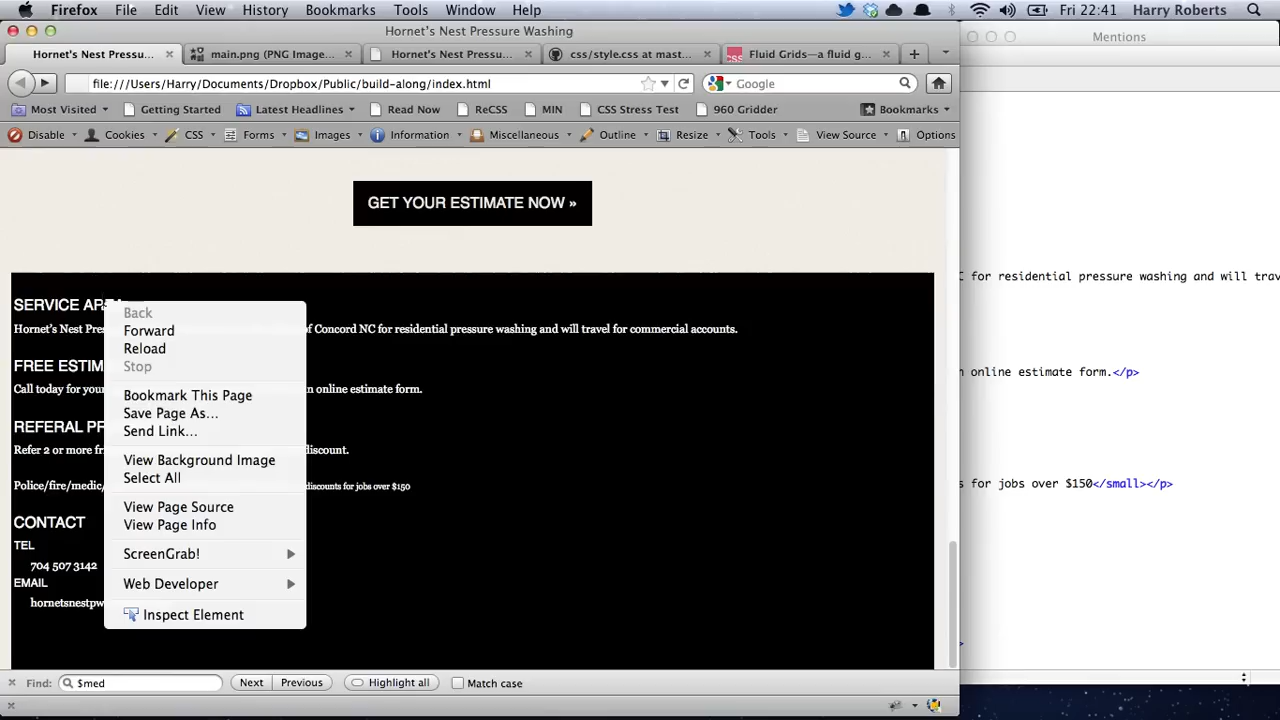 Firefox File Edit View History Bookmarks Tools Window Help Fri 22:41 Harry Roberts
Hornet's Nest Pressure Washing
Mentions
Hornet's Nest Pressu... main.png (PNG Image... Hornet's Nest Pressu... css/style.css at mast... Fluid Grids—a fluid g...
file:///Users/Harry/Documents/Dropbox/Public/build-along/index.html Google
Most Visited Getting Started Latest Headlines Read Now ReCSS MIN CSS Stress Test 960 Gridder Bookmarks
Disable Cookies CSS Forms Images Information Miscellaneous Outline Resize Tools View Source Options
GET YOUR ESTIMATE NOW »
C for residential pressure washing and will trave
SERVICE
Hornet's Nest of Concord NC for residential pressure washing and will travel for commercial accounts.
FREE
Call today for your online estimate form.
n online estimate form.</p>
REFERAL
Refer 2 or more discount.
Police/fire/medic/ discounts for jobs over $150
s for jobs over $150</small></p>
CONTACT
TEL
704 507 3142
EMAIL
hornetsnestpw
>
Back
Forward
Reload
Stop
Bookmark This Page
Save Page As...
Send Link...
View Background Image
Select All
View Page Source
View Page Info
ScreenGrab!
Web Developer
Inspect Element
Find: $med Next Previous Highlight all Match case